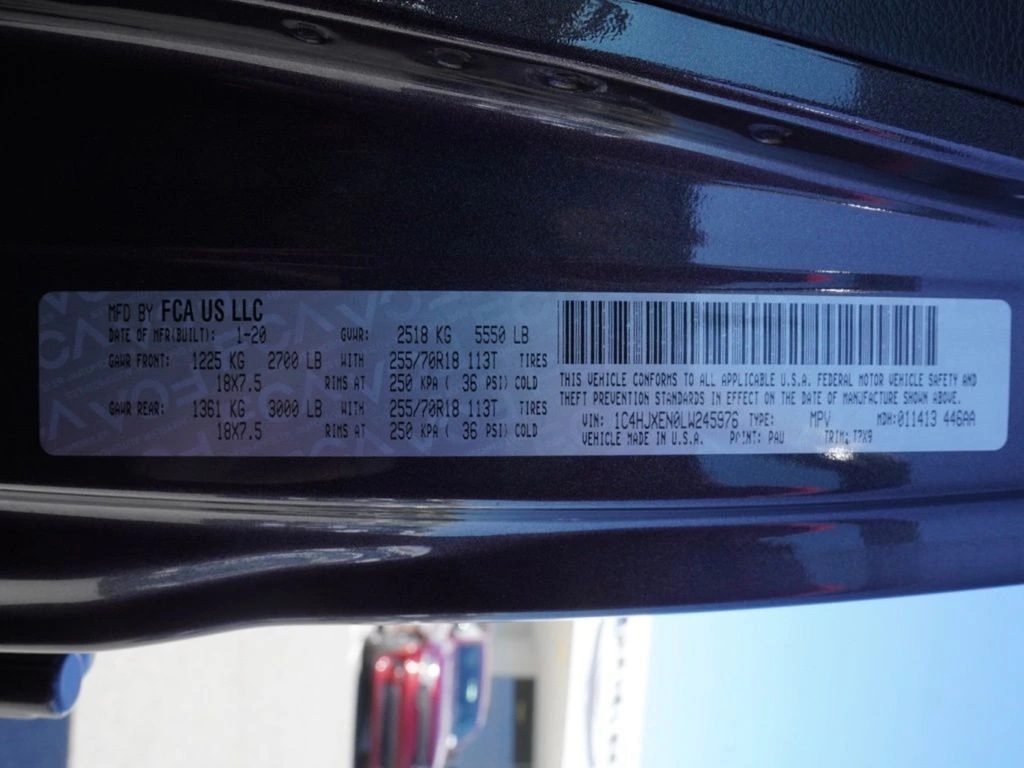 MFD BY FCA US LLC
DATE OF MFR(BUILT): 1-20 GVWR: 2518 KG 5550 LB
GAWR FRONT: 1225 KG 2700 LB WITH 255/70R18 113T TIRES
18X7.5 RIMS AT 250 KPA ( 36 PSI) COLD
GAWR REAR: 1361 KG 3000 LB WITH 255/70R18 113T TIRES
18X7.5 RIMS AT 250 KPA ( 36 PSI) COLD
THIS VEHICLE CONFORMS TO ALL APPLICABLE U.S.A. FEDERAL MOTOR VEHICLE SAFETY AND
THEFT PREVENTION STANDARDS IN EFFECT ON THE DATE OF MANUFACTURE SHOWN ABOVE.
VIN: 1C4HJXEN0LW245976 TYPE: MPV MDH:011413 446AA
VEHICLE MADE IN U.S.A. PAINT: PAU TRIM: T7X9